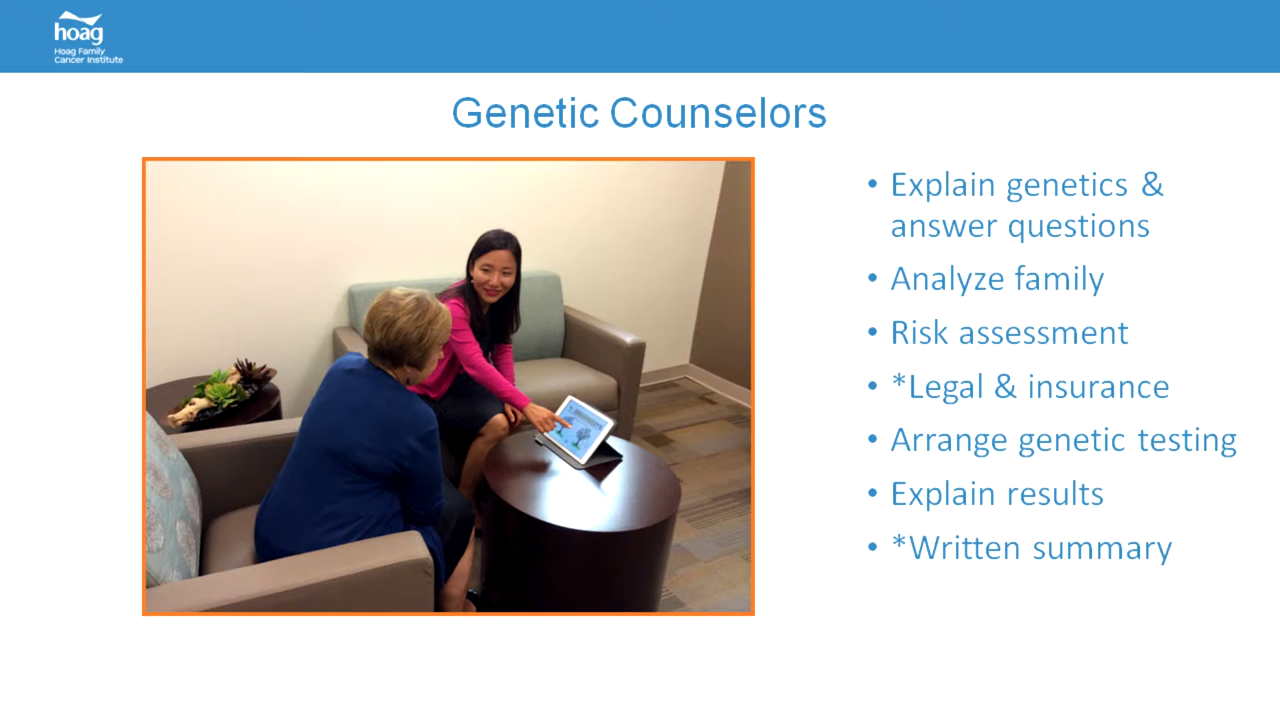 hoag
Hoag Family
Cancer Institute
Genetic Counselors
• Explain genetics &
answer questions
• Analyze family
• Risk assessment
• *Legal & insurance
• Arrange genetic testing
• Explain results
• *Written summary